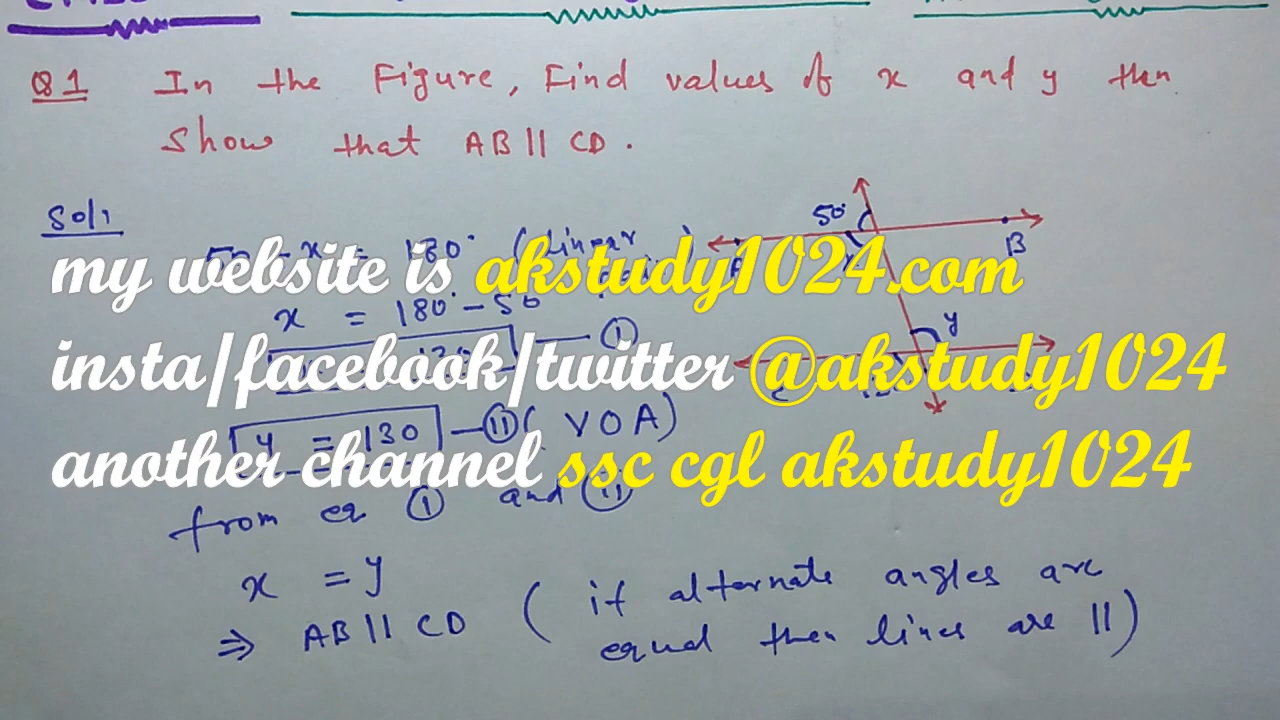 Q1 In the Figure, Find values of x and y then
Show that AB || CD.
Sol:
50° B
x = 180° (Linear
my website is akstudy1024.com
x = 180° - 50
y
insta/facebook/twitter @akstudy1024
y = 130 — II ( VOA)
another channel ssc cgl akstudy1024
from eq I and II
x = y
⇒ AB || CD ( if alternate angles are
equal then lines are || )